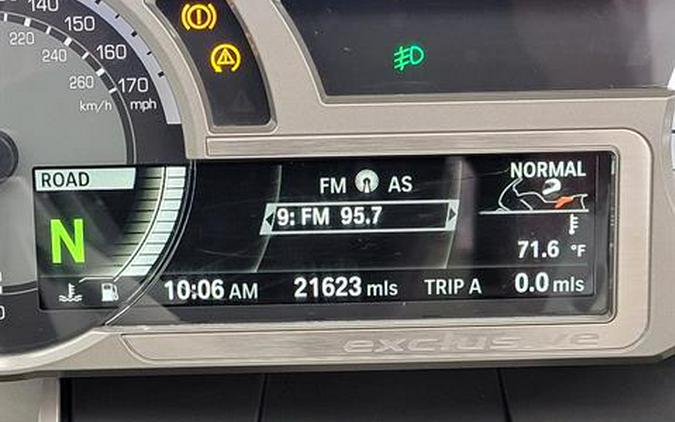 140
150
220
160
240
260
170
km/h mph
ROAD
FM AS
NORMAL
9: FM 95.7
N
71.6 °F
10:06 AM 21623 mls TRIP A 0.0 mls
exclusive